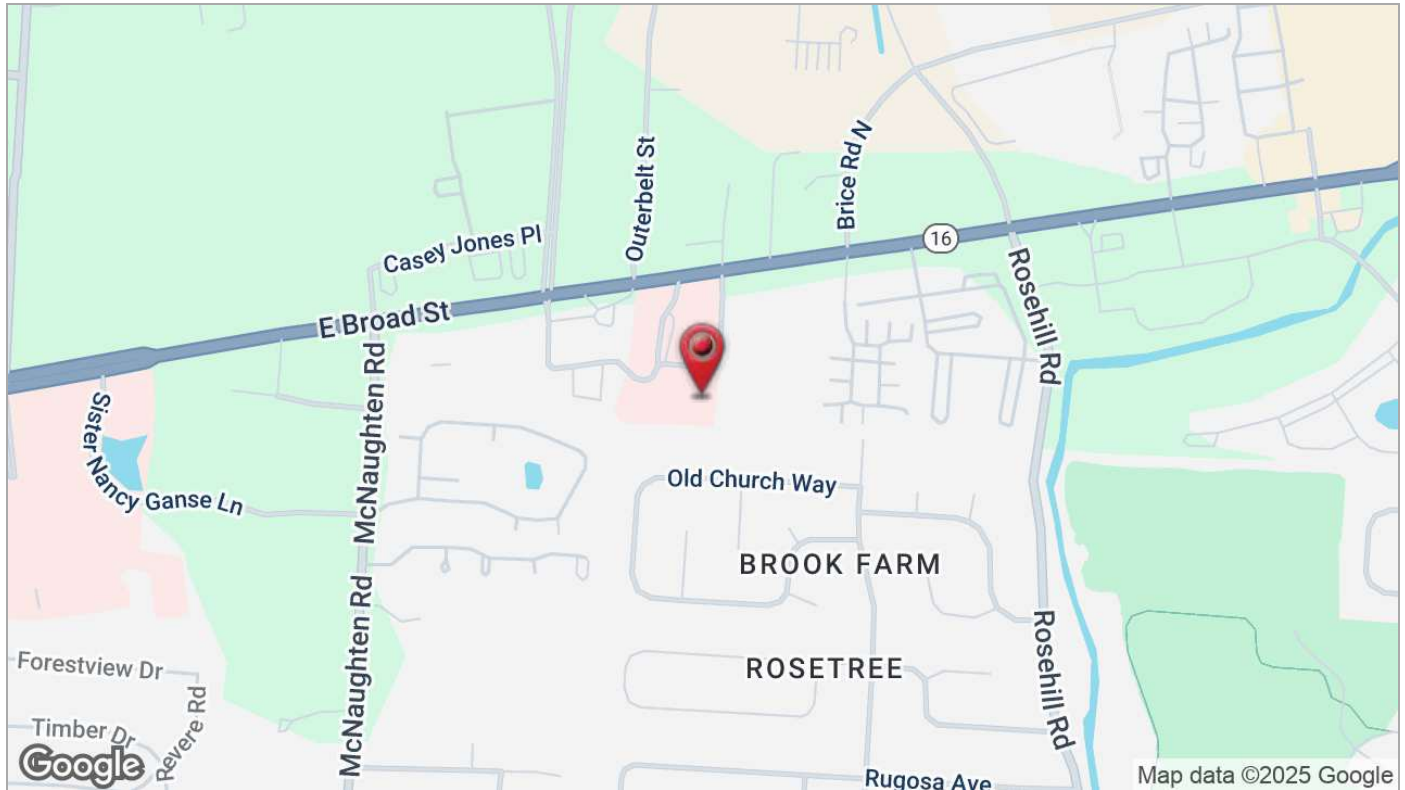 Brice Rd N
Outerbelt St
Casey Jones Pl
16
E Broad St
Rosehill Rd
McNaughten Rd
Sister Nancy Ganse Ln
Old Church Way
McNaughten Rd
BROOK FARM
Rosehill Rd
ROSETREE
Forestview Dr
Revere Rd
Timber Dr
Google
Rugosa Ave
Map data ©2025 Google